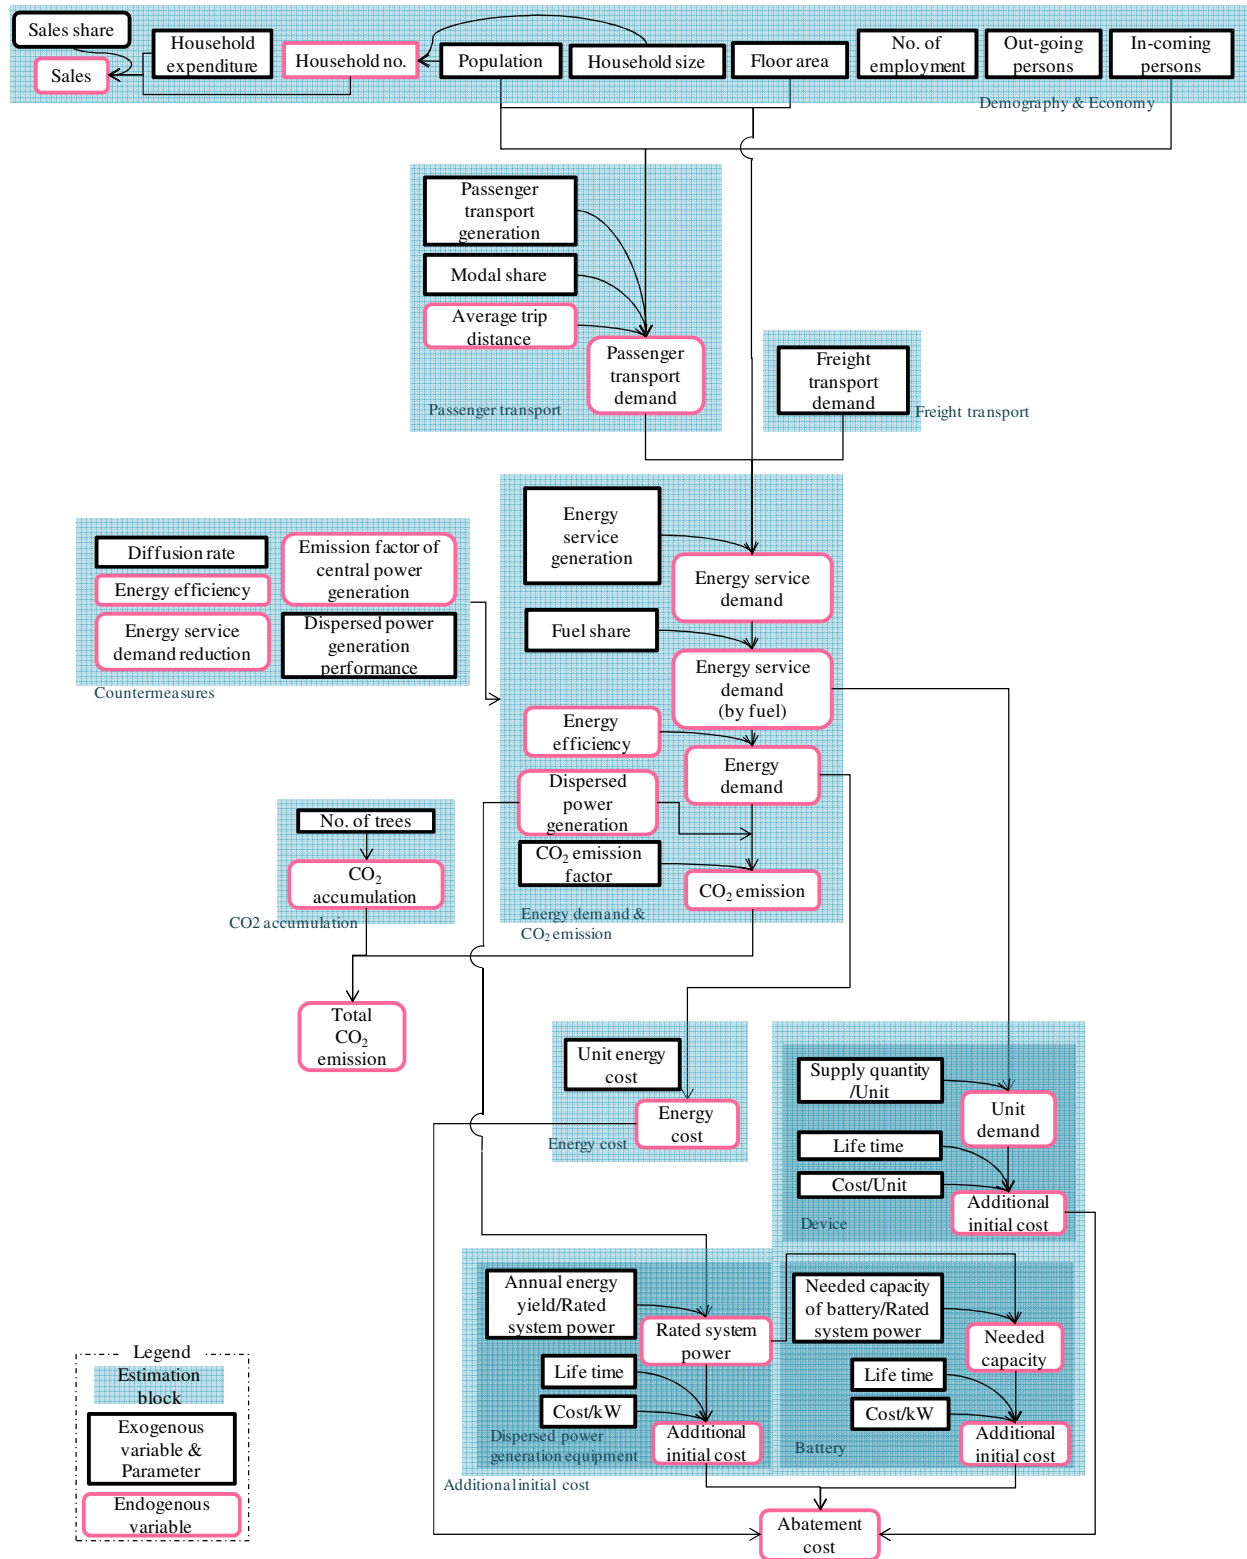 Sales share
Sales
Household
expenditure
Household no.
Population
Household size
Floor area
No. of
employment
Out-going
persons
In-coming
persons
Demography & Economy
Passenger
transport
generation
Modal share
Average trip
distance
Passenger
transport
demand
Passenger transport
Freight
transport
demand
Freight transport
Diffusion rate
Energy efficiency
Energy service
demand reduction
Emission factor of
central power
generation
Dispersed power
generation
performance
Countermeasures
Energy
service
generation
Energy service
demand
Fuel share
Energy service
demand
(by fuel)
Energy
efficiency
Energy
demand
Dispersed
power
generation
CO2 emission
factor
CO2 emission
Energy demand &
CO2 emission
No. of trees
CO2
accumulation
CO2 accumulation
Total
CO2
emission
Unit energy
cost
Energy
cost
Energy cost
Supply quantity
/Unit
Unit
demand
Life time
Cost/Unit
Additional
initial cost
Device
Annual energy
yield/Rated
system power
Rated system
power
Life time
Cost/kW
Additional
initial cost
Dispersed power
generation equipment
Additional initial cost
Needed capacity
of battery/Rated
system power
Needed
capacity
Life time
Cost/kW
Additional
initial cost
Battery
Abatement
cost
Legend
Estimation
block
Exogenous
variable &
Parameter
Endogenous
variable